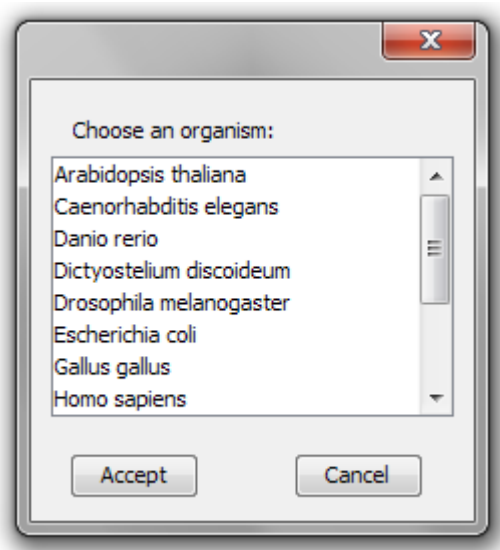 Choose an organism:
Arabidopsis thaliana
Caenorhabditis elegans
Danio rerio
Dictyostelium discoideum
Drosophila melanogaster
Escherichia coli
Gallus gallus
Homo sapiens
Accept Cancel